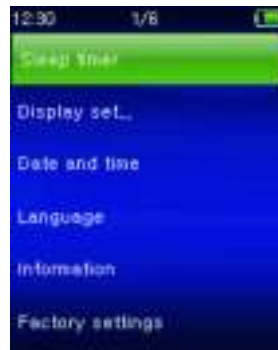 12:30 1/6
Sleep timer
Display set...
Date and time
Language
Information
Factory settings